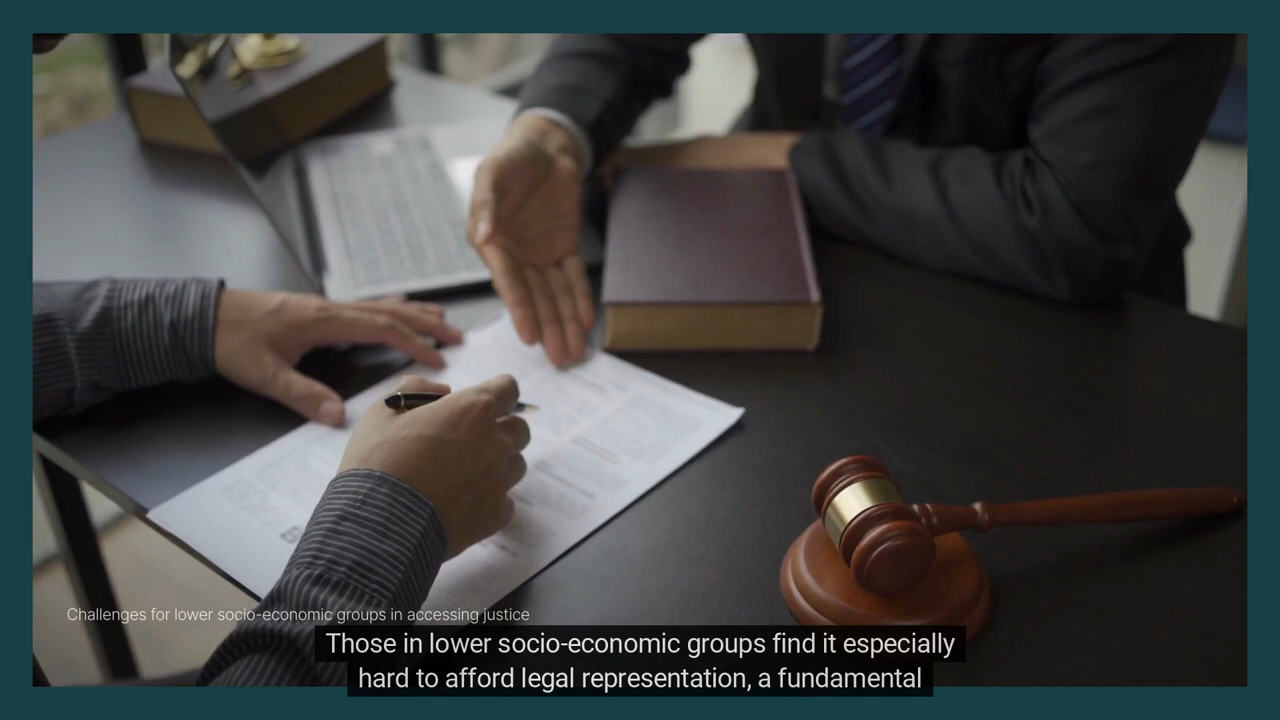 Challenges for lower socio-economic groups in accessing justice
Those in lower socio-economic groups find it especially
hard to afford legal representation, a fundamental